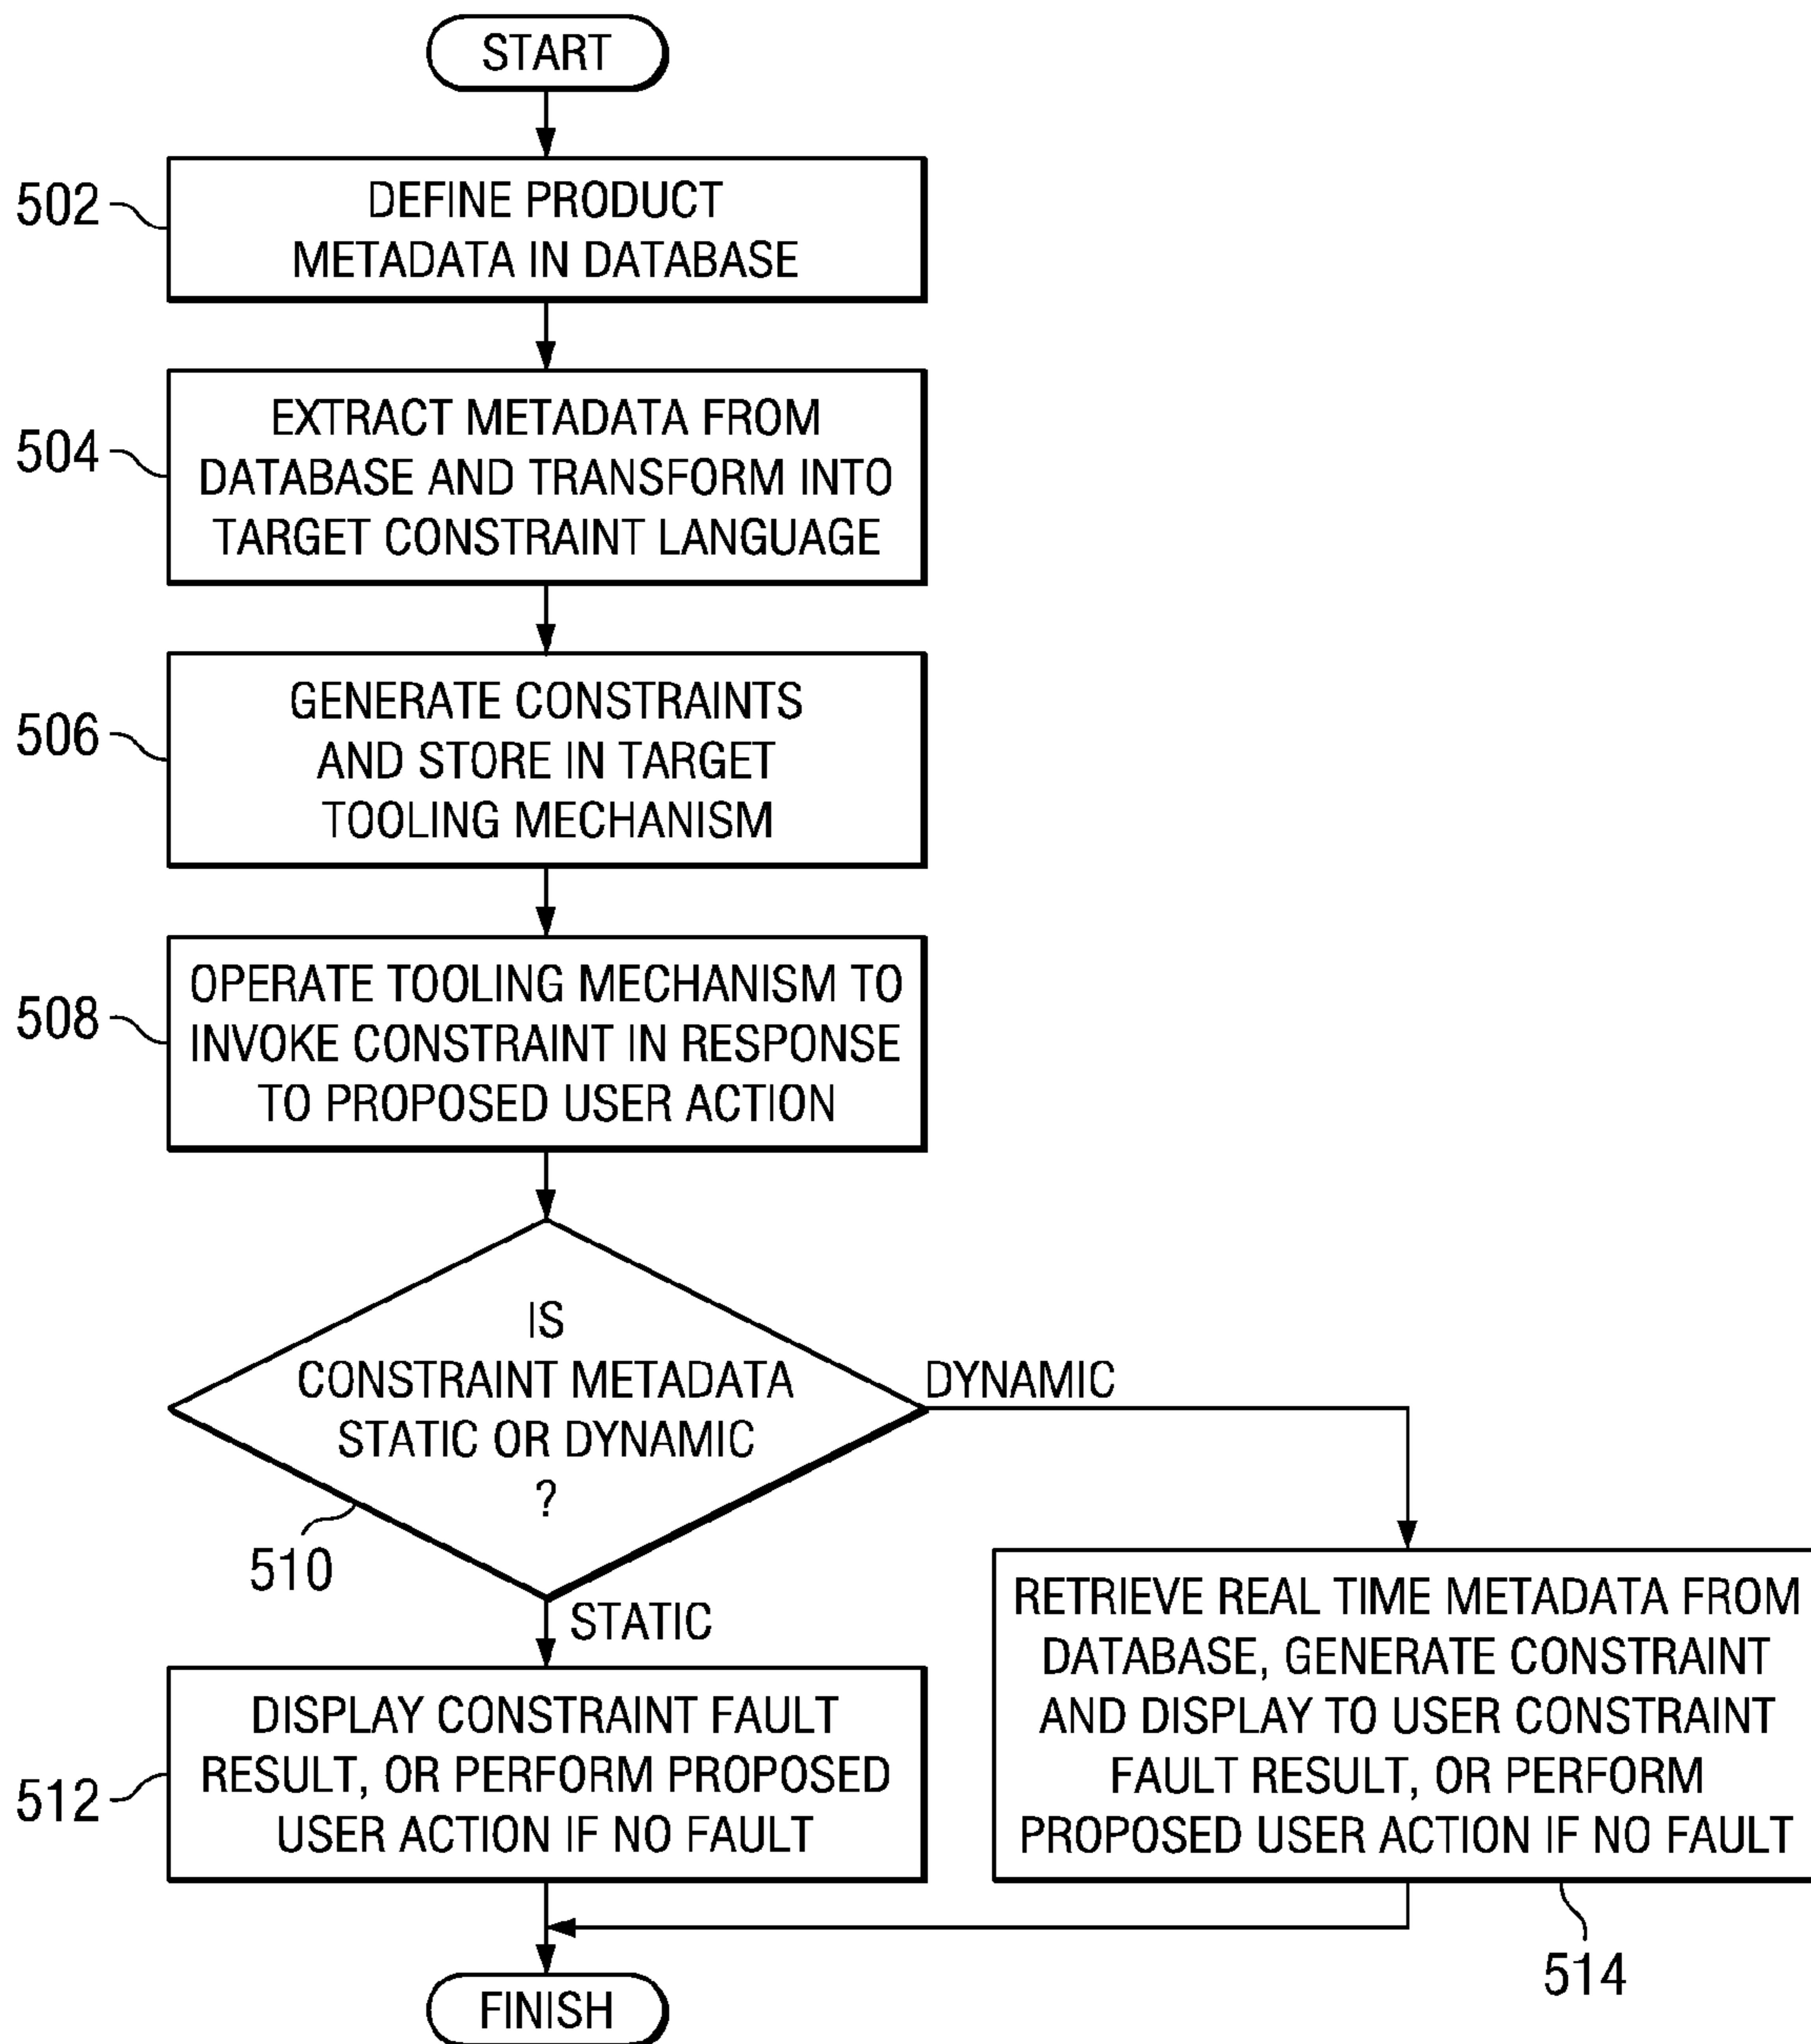 START
502
DEFINE PRODUCT
METADATA IN DATABASE
504
EXTRACT METADATA FROM
DATABASE AND TRANSFORM INTO
TARGET CONSTRAINT LANGUAGE
506
GENERATE CONSTRAINTS
AND STORE IN TARGET
TOOLING MECHANISM
508
OPERATE TOOLING MECHANISM TO
INVOKE CONSTRAINT IN RESPONSE
TO PROPOSED USER ACTION
IS
CONSTRAINT METADATA
STATIC OR DYNAMIC
?
510
DYNAMIC
STATIC
512
DISPLAY CONSTRAINT FAULT
RESULT, OR PERFORM PROPOSED
USER ACTION IF NO FAULT
RETRIEVE REAL TIME METADATA FROM
DATABASE, GENERATE CONSTRAINT
AND DISPLAY TO USER CONSTRAINT
FAULT RESULT, OR PERFORM
PROPOSED USER ACTION IF NO FAULT
514
FINISH